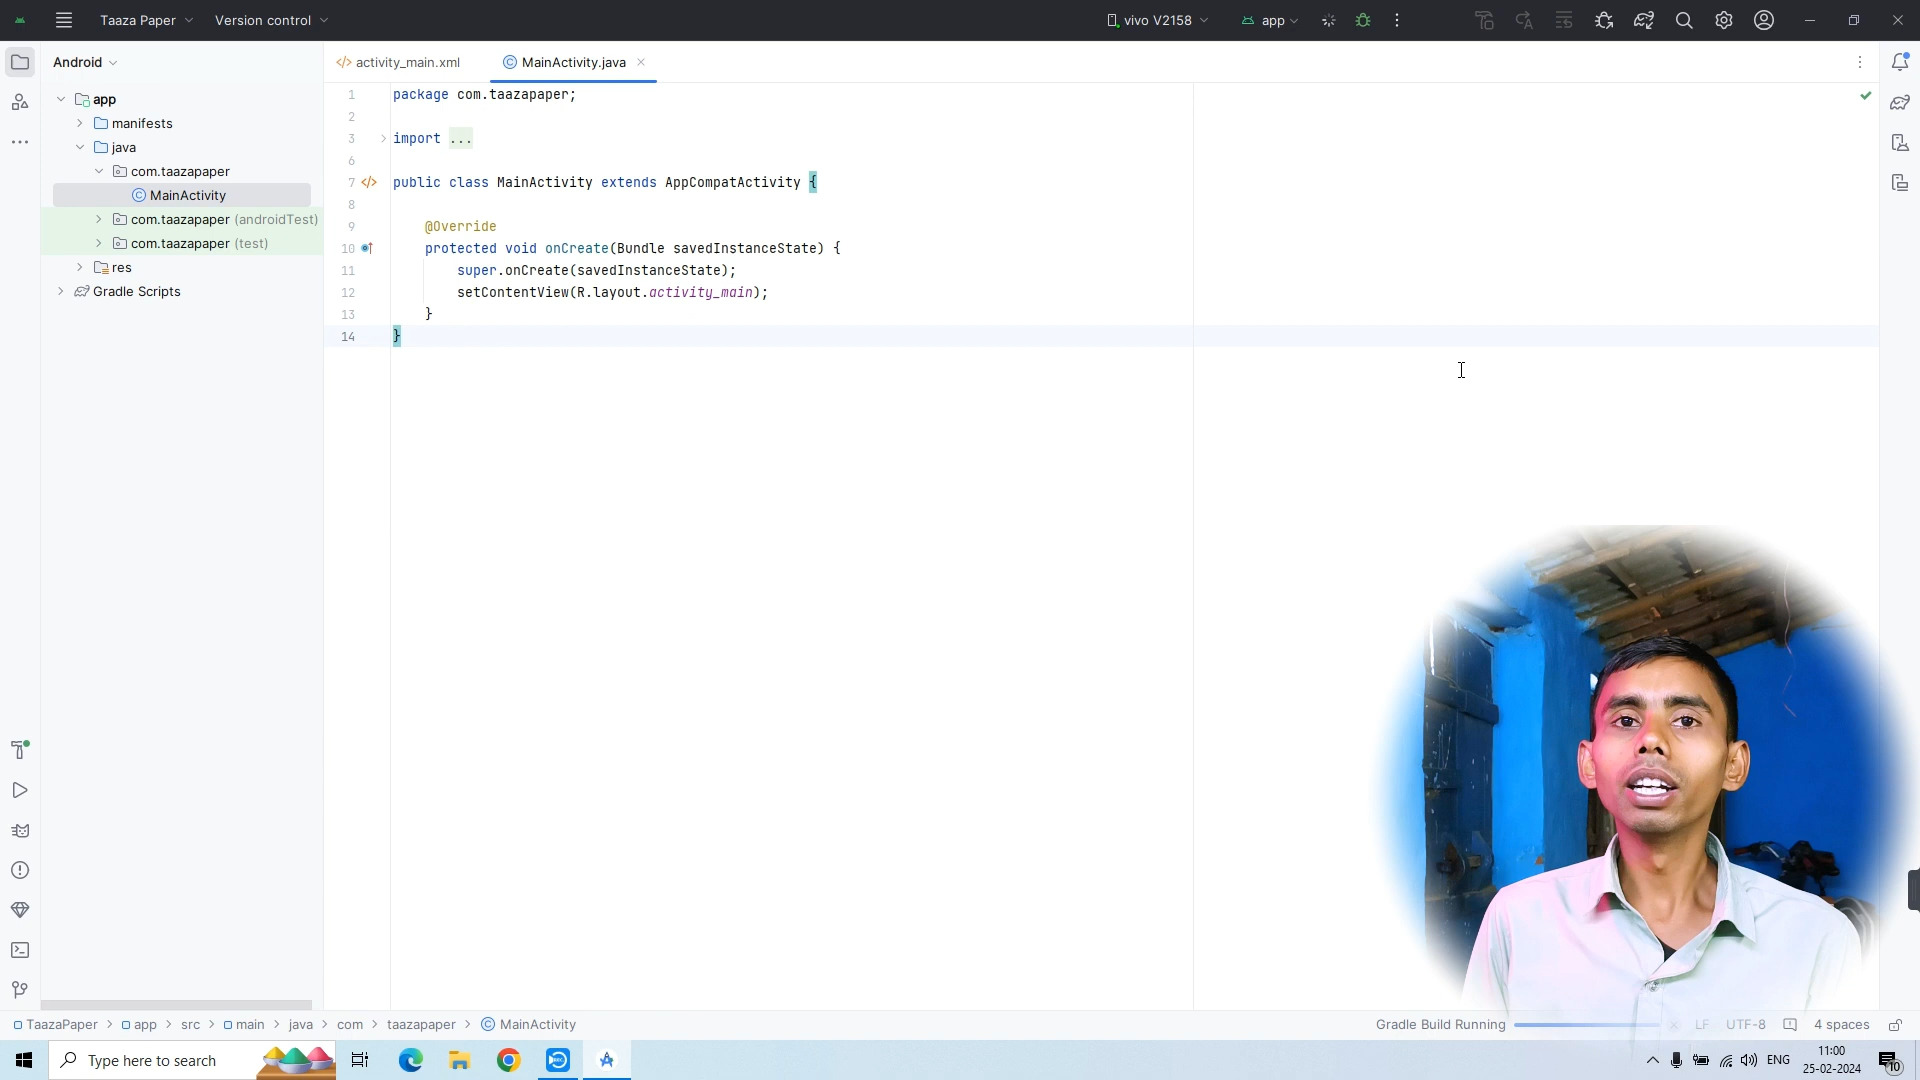 Taaza Paper
Version control
vivo V2158
app
Android
activity_main.xml
MainActivity.java
app
manifests
java
com.taazapaper
MainActivity
com.taazapaper (androidTest)
com.taazapaper (test)
res
Gradle Scripts
1 package com.taazapaper;
2
3 import ...
6
7 public class MainActivity extends AppCompatActivity {
8
9 @Override
10 protected void onCreate(Bundle savedInstanceState) {
11 super.onCreate(savedInstanceState);
12 setContentView(R.layout.activity_main);
13 }
14 }
TaazaPaper > app > src > main > java > com > taazapaper > MainActivity
Gradle Build Running
LF UTF-8 4 spaces
Type here to search
ENG
11:00
25-02-2024
10